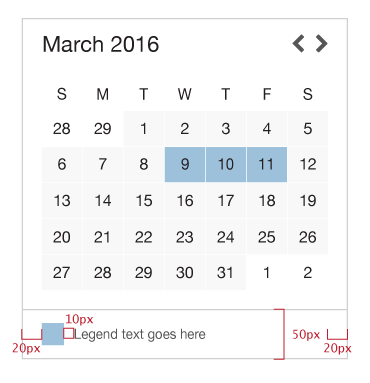 March 2016
S M T W T F S
28 29 1 2 3 4 5
6 7 8 9 10 11 12
13 14 15 16 17 18 19
20 21 22 23 24 25 26
27 28 29 30 31 1 2
10px
Legend text goes here
50px
20px
20px